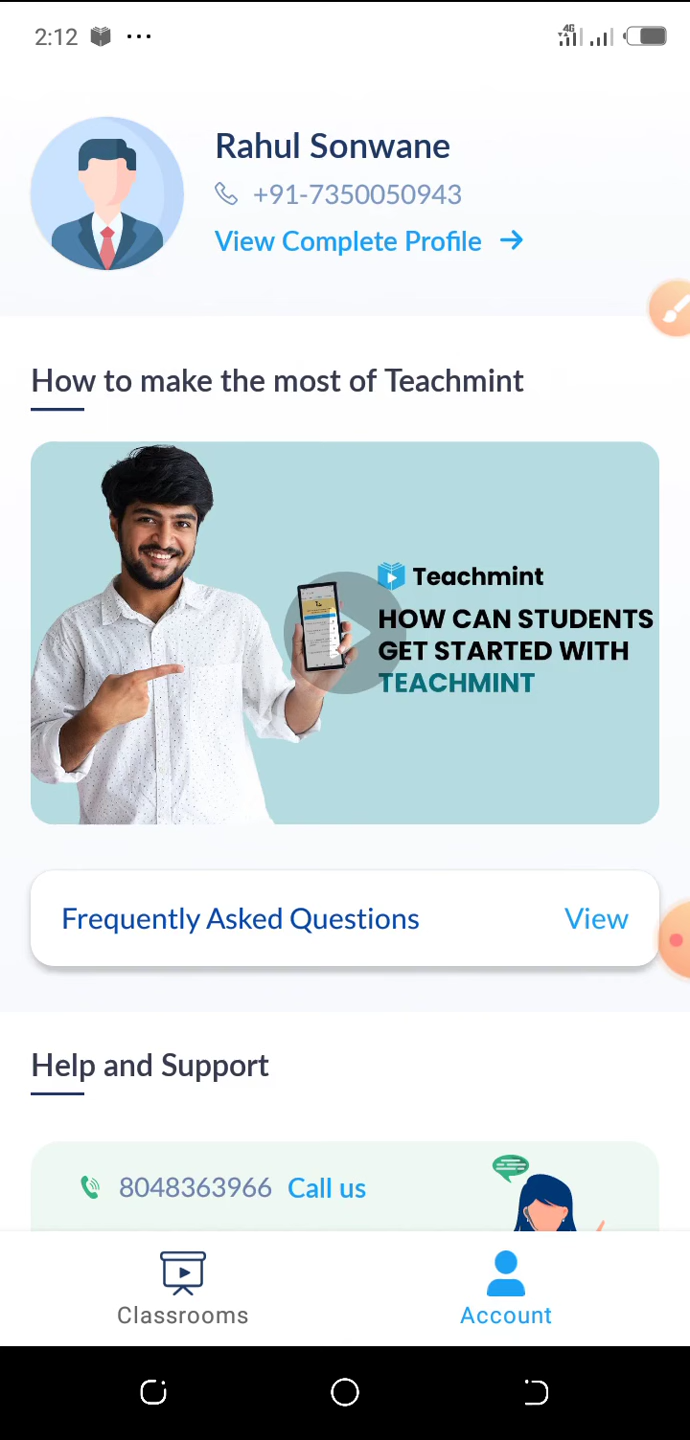 2:12
4G
Rahul Sonwane
+91-7350050943
View Complete Profile
How to make the most of Teachmint
Teachmint
HOW CAN STUDENTS
GET STARTED WITH
TEACHMINT
Frequently Asked Questions View
Help and Support
8048363966 Call us
Classrooms Account